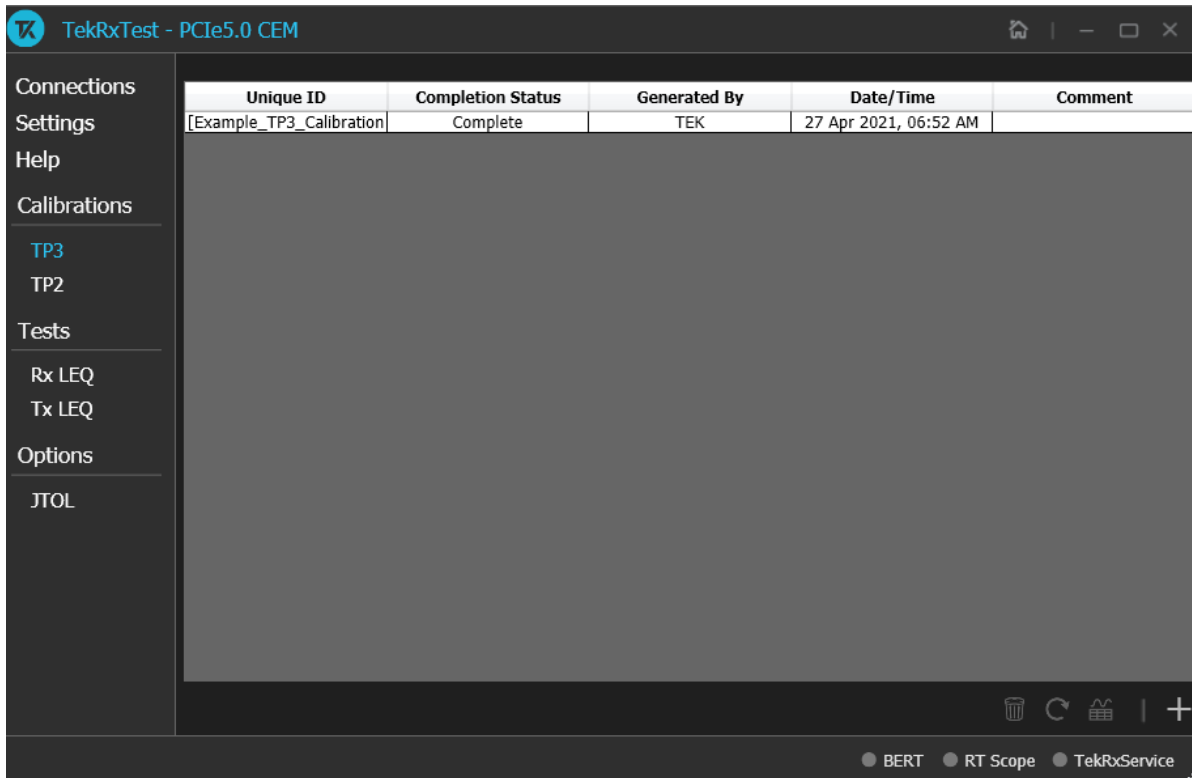 TK TekRxTest - PCIe5.0 CEM
Connections
Settings
Help
Calibrations
TP3
TP2
Tests
Rx LEQ
Tx LEQ
Options
JTOL
Unique ID Completion Status Generated By Date/Time Comment
[Example_TP3_Calibration Complete TEK 27 Apr 2021, 06:52 AM
BERT RT Scope TekRxService